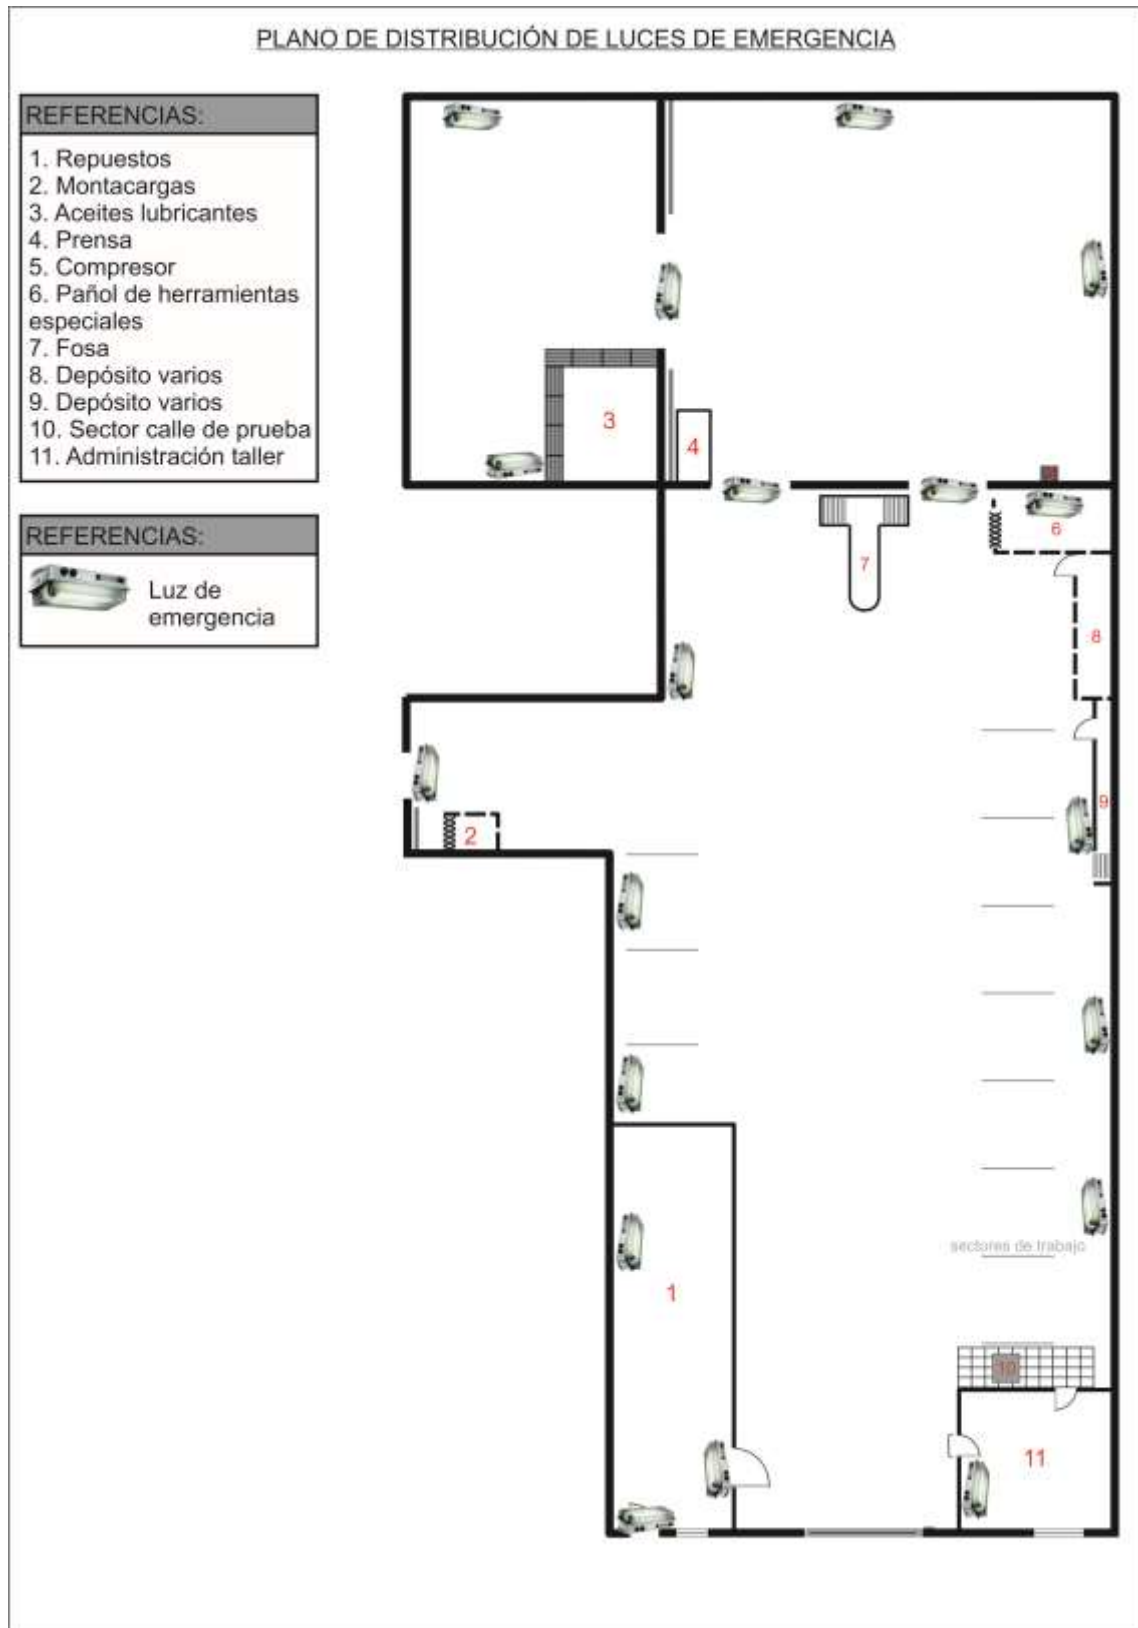 PLANO DE DISTRIBUCIÓN DE LUCES DE EMERGENCIA
REFERENCIAS:
1. Repuestos
2. Montacargas
3. Aceites lubricantes
4. Prensa
5. Compresor
6. Pañol de herramientas
especiales
7. Fosa
8. Depósito varios
9. Depósito varios
10. Sector calle de prueba
11. Administración taller
REFERENCIAS:
Luz de
emergencia
3
4
6
7
8
9
2
sectores de trabajo
1
10
11